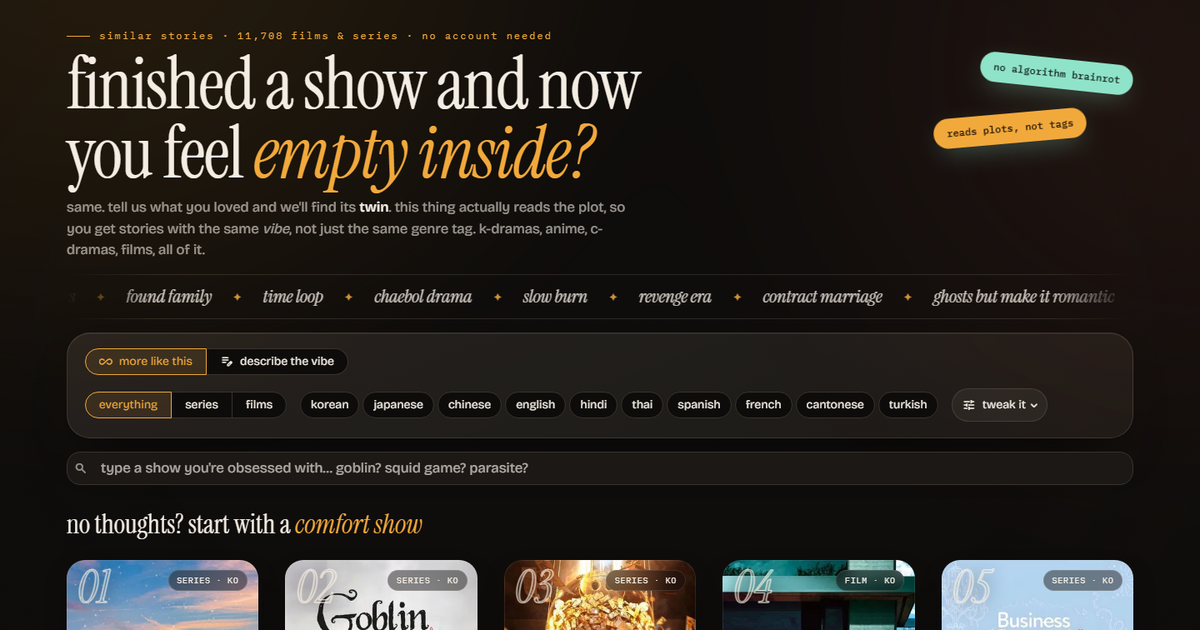 similar stories · 11,708 films & series · no account needed
finished a show and now
you feel empty inside?
no algorithm brainrot
reads plots, not tags
same. tell us what you loved and we'll find its twin. this thing actually reads the plot, so
you get stories with the same vibe, not just the same genre tag. k-dramas, anime, c-
dramas, films, all of it.
✦ found family ✦ time loop ✦ chaebol drama ✦ slow burn ✦ revenge era ✦ contract marriage ✦ ghosts but make it romantic
more like this describe the vibe
everything series films korean japanese chinese english hindi thai spanish french cantonese turkish tweak it
type a show you're obsessed with... goblin? squid game? parasite?
no thoughts? start with a comfort show
01 SERIES · KO 02 SERIES · KO 03 SERIES · KO 04 FILM · KO 05 SERIES · KO
Goblin
Business